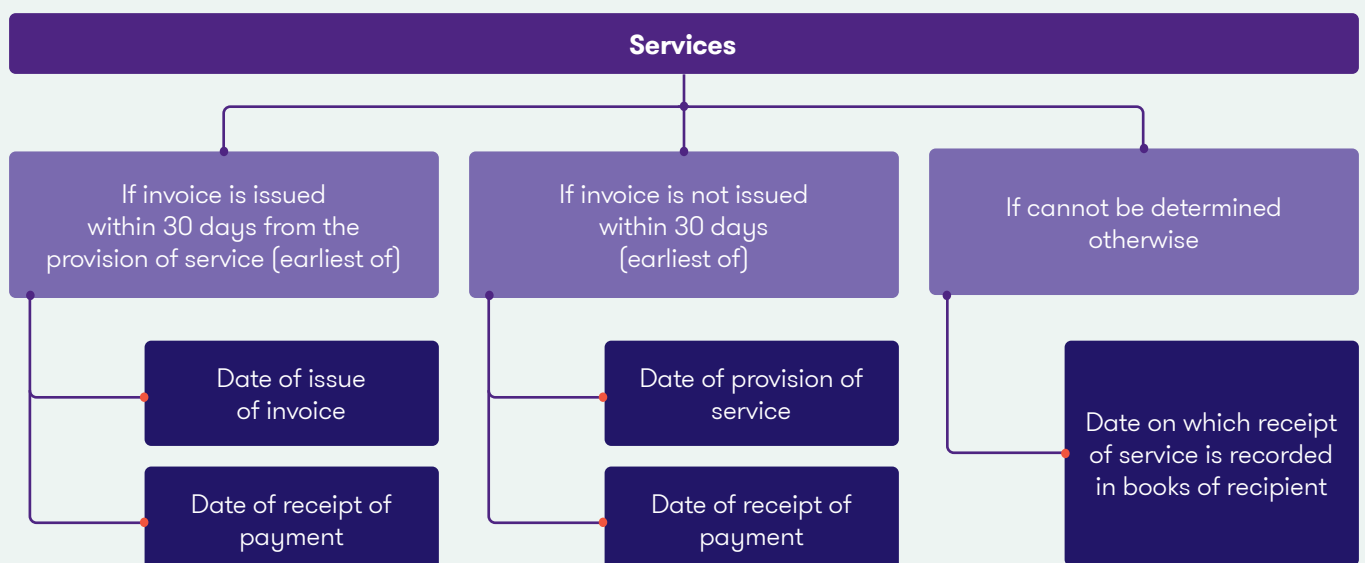 Services
If invoice is issued
within 30 days from the
provision of service (earliest of)
If invoice is not issued
within 30 days
(earliest of)
If cannot be determined
otherwise
Date of issue
of invoice
Date of provision of
service
Date on which receipt
of service is recorded
in books of recipient
Date of receipt of
payment
Date of receipt of
payment